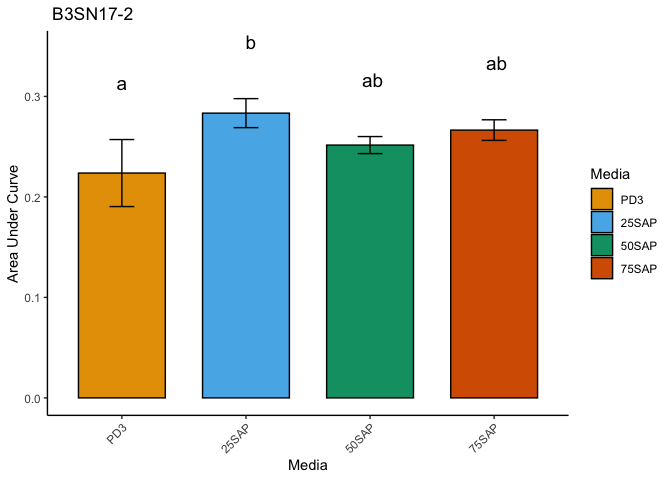 B3SN17-2
a
b
ab
ab
0.3
0.2
0.1
0.0
Area Under Curve
PD3
25SAP
50SAP
75SAP
Media
Media
PD3
25SAP
50SAP
75SAP